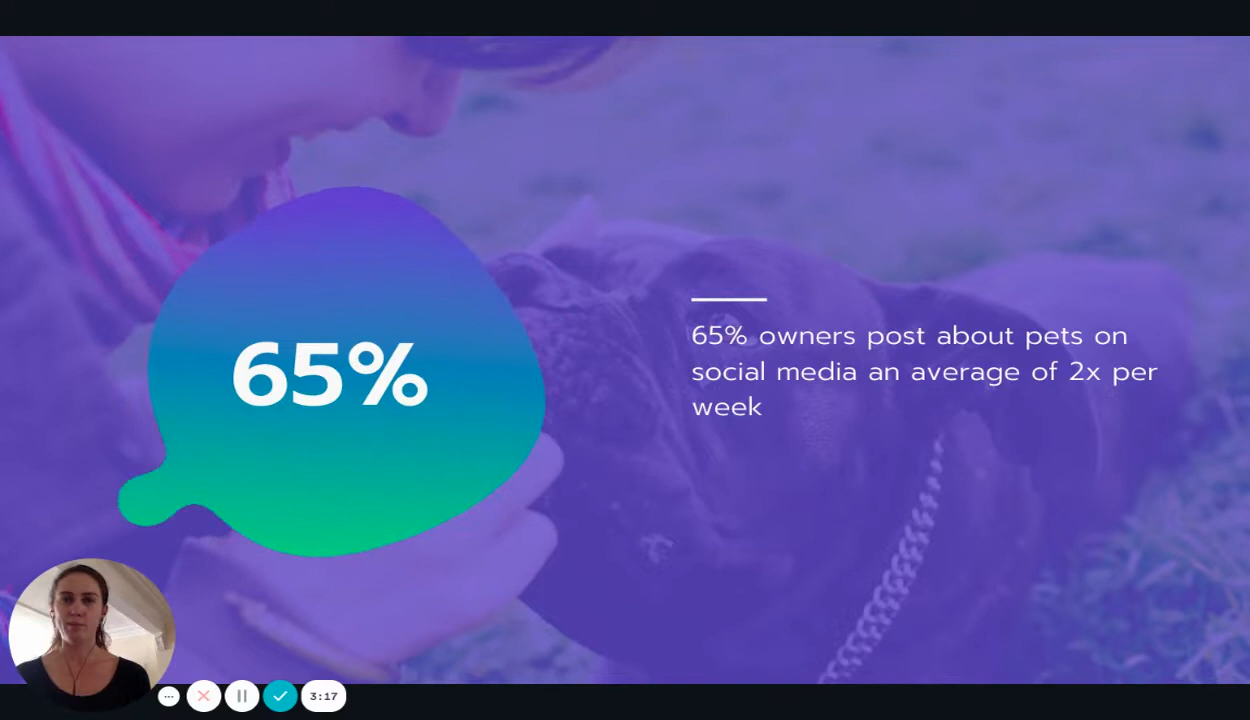 65%
65% owners post about pets on
social media an average of 2x per
week
3:17